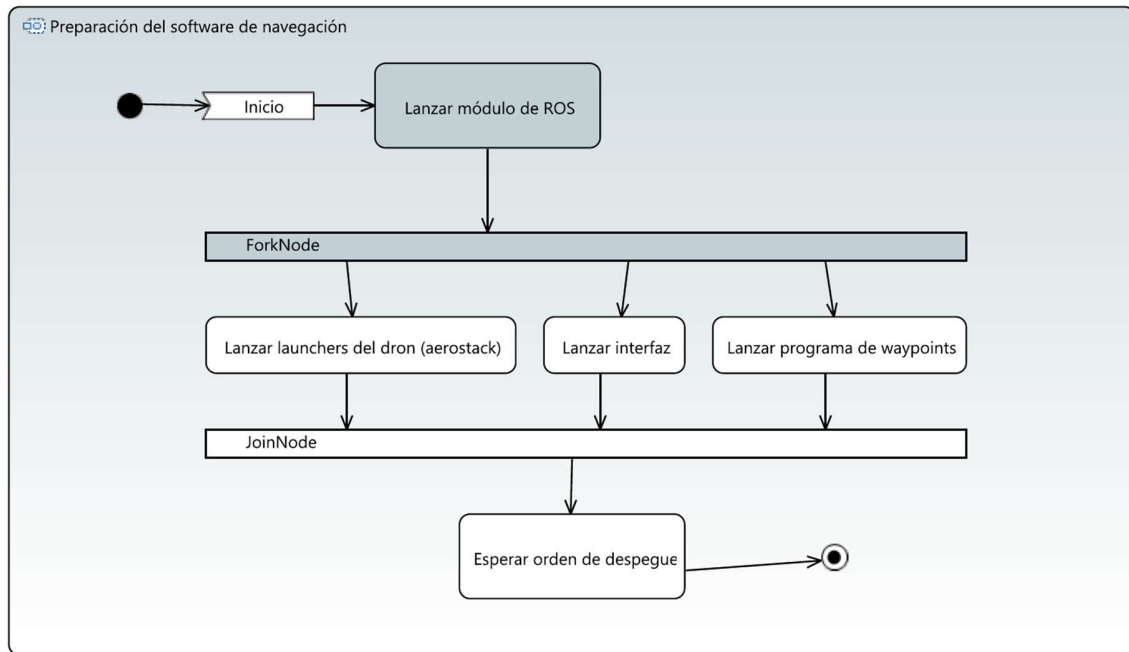 Preparación del software de navegación
Inicio
Lanzar módulo de ROS
ForkNode
Lanzar launchers del dron (aerostack)
Lanzar interfaz
Lanzar programa de waypoints
JoinNode
Esperar orden de despegue